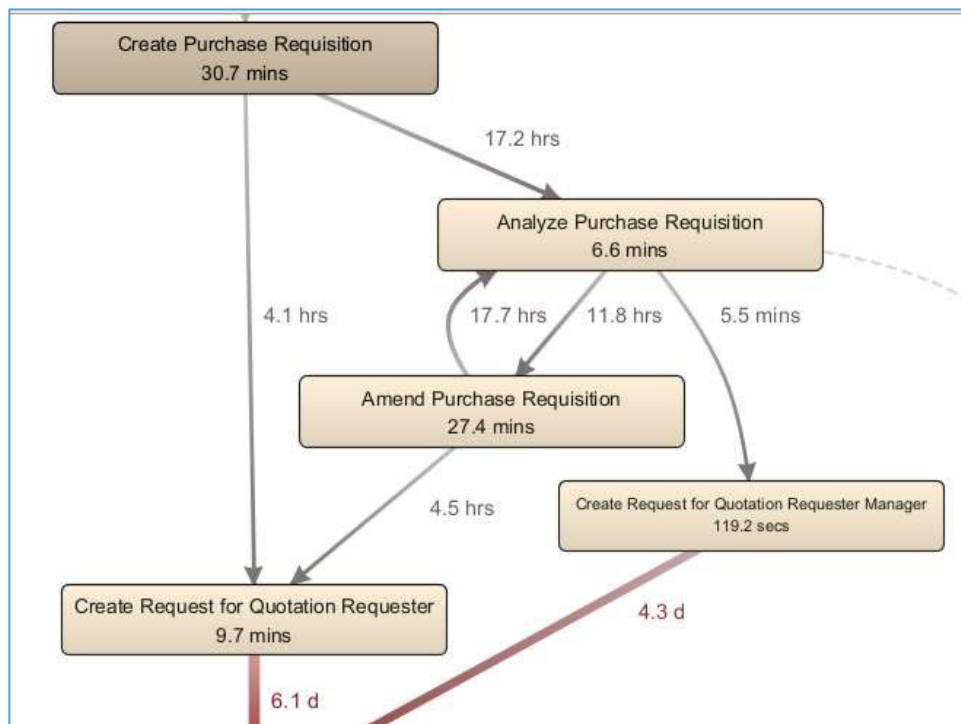 Create Purchase Requisition
30.7 mins
17.2 hrs
Analyze Purchase Requisition
6.6 mins
4.1 hrs
17.7 hrs
11.8 hrs
5.5 mins
Amend Purchase Requisition
27.4 mins
4.5 hrs
Create Request for Quotation Requester Manager
119.2 secs
Create Request for Quotation Requester
9.7 mins
4.3 d
6.1 d